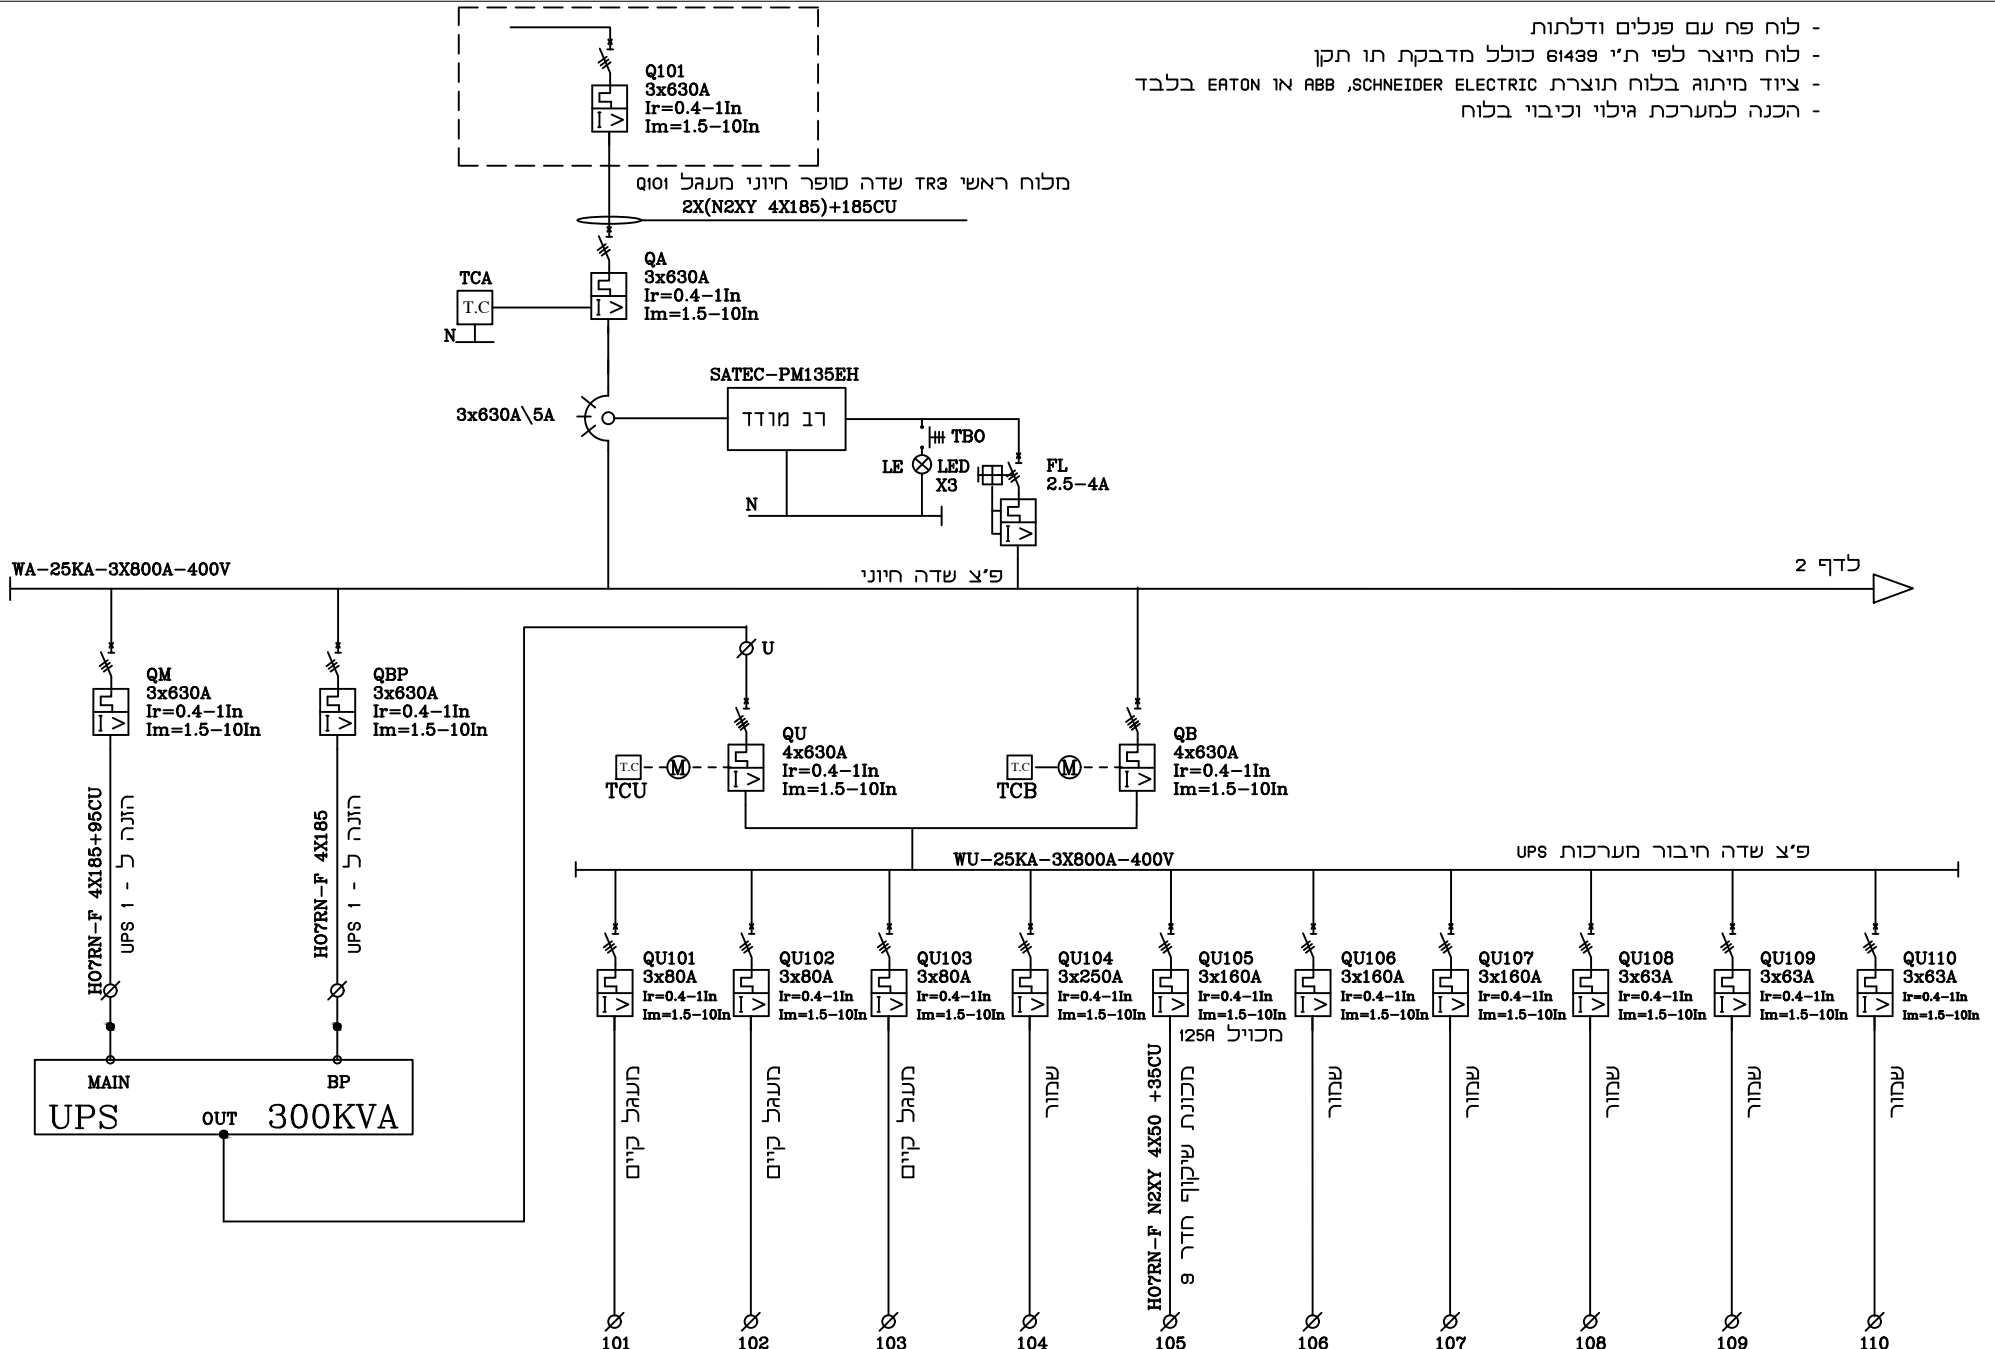 - לוח פח עם פנלים ודלתות
- לוח מיוצר לפי ת'י 61439 כולל מדבקת תו תקן
- ציוד מיתוג בלוח תוצרת ABB ,SCHNEIDER ELECTRIC או EATON בלבד
- הכנה למערכת גילוי וכיבוי בלוח
Q101
3x630A
Ir=0.4-1In
Im=1.5-10In
מלוח ראשי TR3 שדה סופר חיוני מעגל Q101
2X(N2XY 4X185)+185CU
QA
3x630A
Ir=0.4-1In
Im=1.5-10In
TCA
T.C
N
SATEC-PM135EH
רב מודד
3x630A\5A
TBO
LE
LED
X3
FL
2.5-4A
N
WA-25KA-3X800A-400V
פ'צ שדה חיוני
לדף 2
QM
3x630A
Ir=0.4-1In
Im=1.5-10In
H07RN-F 4X185+95CU
הזנה ל - UPS 1
QBP
3x630A
Ir=0.4-1In
Im=1.5-10In
H07RN-F 4X185
הזנה ל - UPS 1
U
QU
4x630A
Ir=0.4-1In
Im=1.5-10In
T.C
M
TCU
QB
4x630A
Ir=0.4-1In
Im=1.5-10In
T.C
M
TCB
MAIN
BP
UPS
OUT
300KVA
WU-25KA-3X800A-400V
פ'צ שדה חיבור מערכות UPS
QU101
3x80A
Ir=0.4-1In
Im=1.5-10In
מעגל קיים
101
QU102
3x80A
Ir=0.4-1In
Im=1.5-10In
מעגל קיים
102
QU103
3x80A
Ir=0.4-1In
Im=1.5-10In
מעגל קיים
103
QU104
3x250A
Ir=0.4-1In
Im=1.5-10In
שמור
104
QU105
3x160A
Ir=0.4-1In
Im=1.5-10In
מכויל 125A
H07RN-F N2XY 4X50 +35CU
מכונת שיקוף חדר 9
105
QU106
3x160A
Ir=0.4-1In
Im=1.5-10In
שמור
106
QU107
3x160A
Ir=0.4-1In
Im=1.5-10In
שמור
107
QU108
3x63A
Ir=0.4-1In
Im=1.5-10In
שמור
108
QU109
3x63A
Ir=0.4-1In
Im=1.5-10In
שמור
109
QU110
3x63A
Ir=0.4-1In
Im=1.5-10In
שמור
110